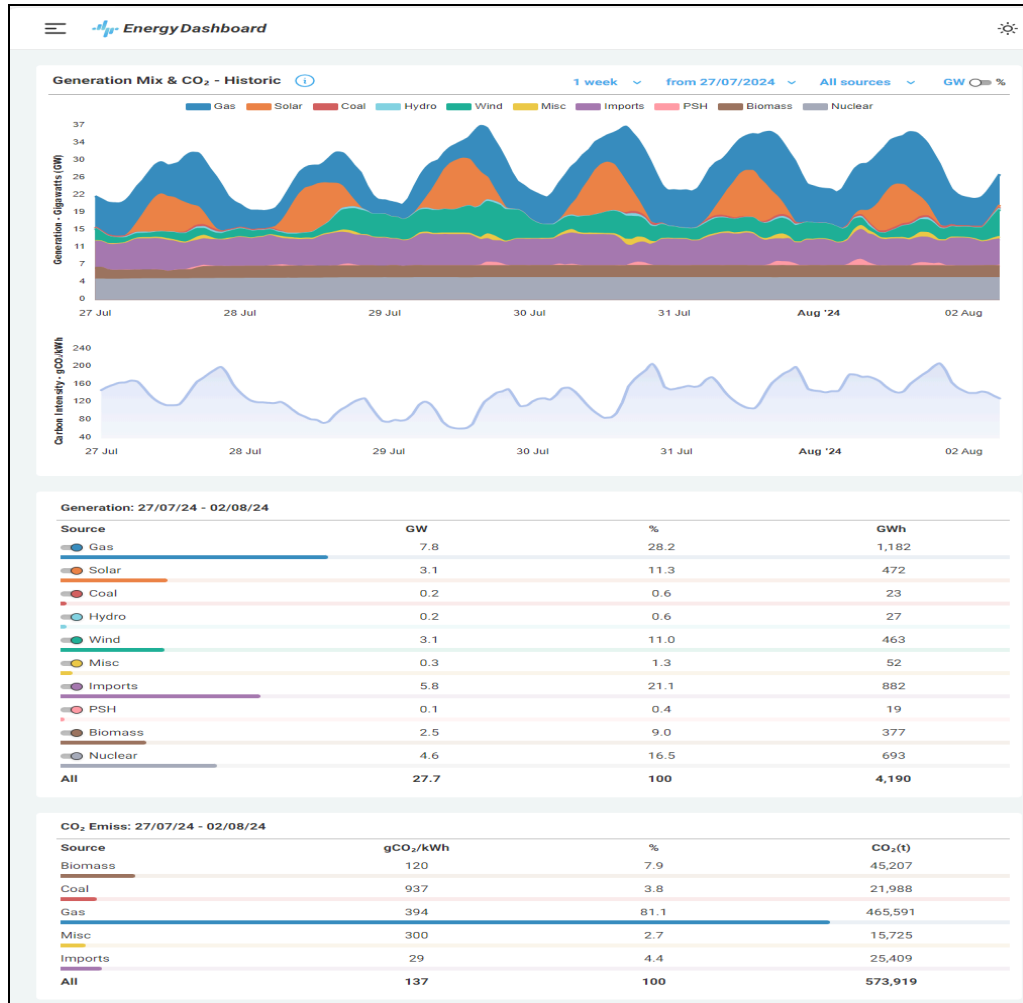 Energy Dashboard
Generation Mix & CO₂ - Historic
1 week from 27/07/2024 All sources GW %
Gas Solar Coal Hydro Wind Misc Imports PSH Biomass Nuclear
Generation - Gigawatts (GW)
37
34
30
26
22
19
15
11
7
4
0
27 Jul 28 Jul 29 Jul 30 Jul 31 Jul Aug '24 02 Aug
Carbon Intensity - gCO/kWh
240
200
160
120
80
40
27 Jul 28 Jul 29 Jul 30 Jul 31 Jul Aug '24 02 Aug
Generation: 27/07/24 - 02/08/24
Source GW % GWh
Gas 7.8 28.2 1,182
Solar 3.1 11.3 472
Coal 0.2 0.6 23
Hydro 0.2 0.6 27
Wind 3.1 11.0 463
Misc 0.3 1.3 52
Imports 5.8 21.1 882
PSH 0.1 0.4 19
Biomass 2.5 9.0 377
Nuclear 4.6 16.5 693
All 27.7 100 4,190
CO₂ Emiss: 27/07/24 - 02/08/24
Source gCO₂/kWh % CO₂(t)
Biomass 120 7.9 45,207
Coal 937 3.8 21,988
Gas 394 81.1 465,591
Misc 300 2.7 15,725
Imports 29 4.4 25,409
All 137 100 573,919